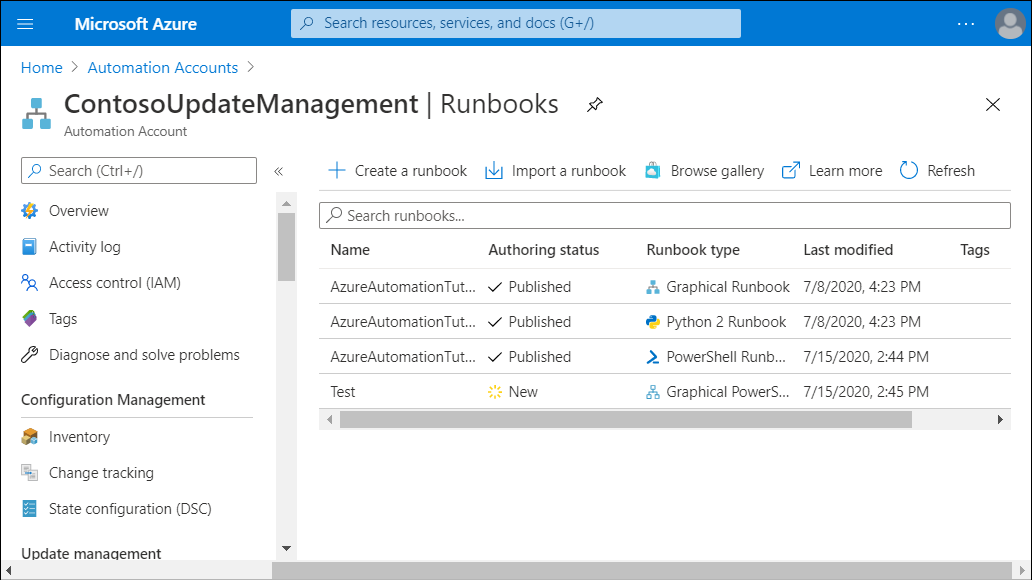 Microsoft Azure
Search resources, services, and docs (G+/)
Home > Automation Accounts >
ContosoUpdateManagement | Runbooks
Automation Account
Search (Ctrl+/)
«
Create a runbook Import a runbook Browse gallery Learn more Refresh
Search runbooks...
Overview
Activity log
Access control (IAM)
Tags
Diagnose and solve problems
Configuration Management
Inventory
Change tracking
State configuration (DSC)
Update management
Name Authoring status Runbook type Last modified Tags
AzureAutomationTut... Published Graphical Runbook 7/8/2020, 4:23 PM
AzureAutomationTut... Published Python 2 Runbook 7/8/2020, 4:23 PM
AzureAutomationTut... Published PowerShell Runb... 7/15/2020, 2:44 PM
Test New Graphical PowerS... 7/15/2020, 2:45 PM